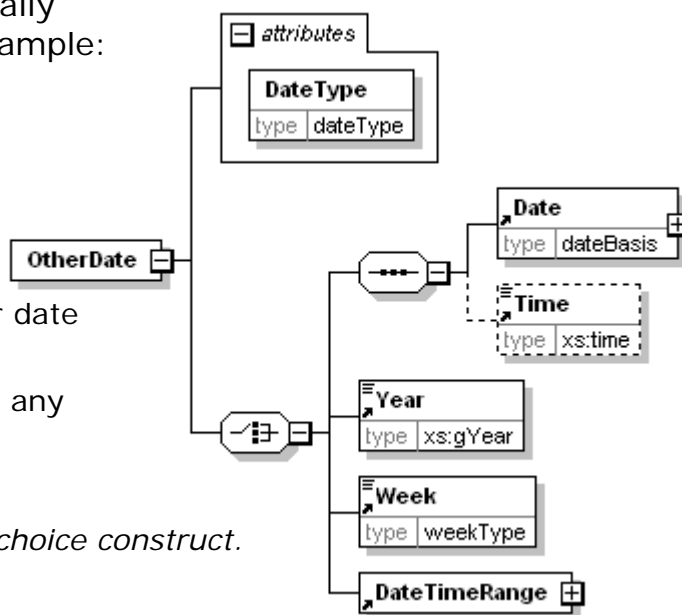 ally
ample:
attributes
DateType
type dateType
OtherDate
Date
type dateBasis
Time
type xs:time
r date
any
Year
type xs:gYear
Week
type weekType
choice construct.
DateTimeRange